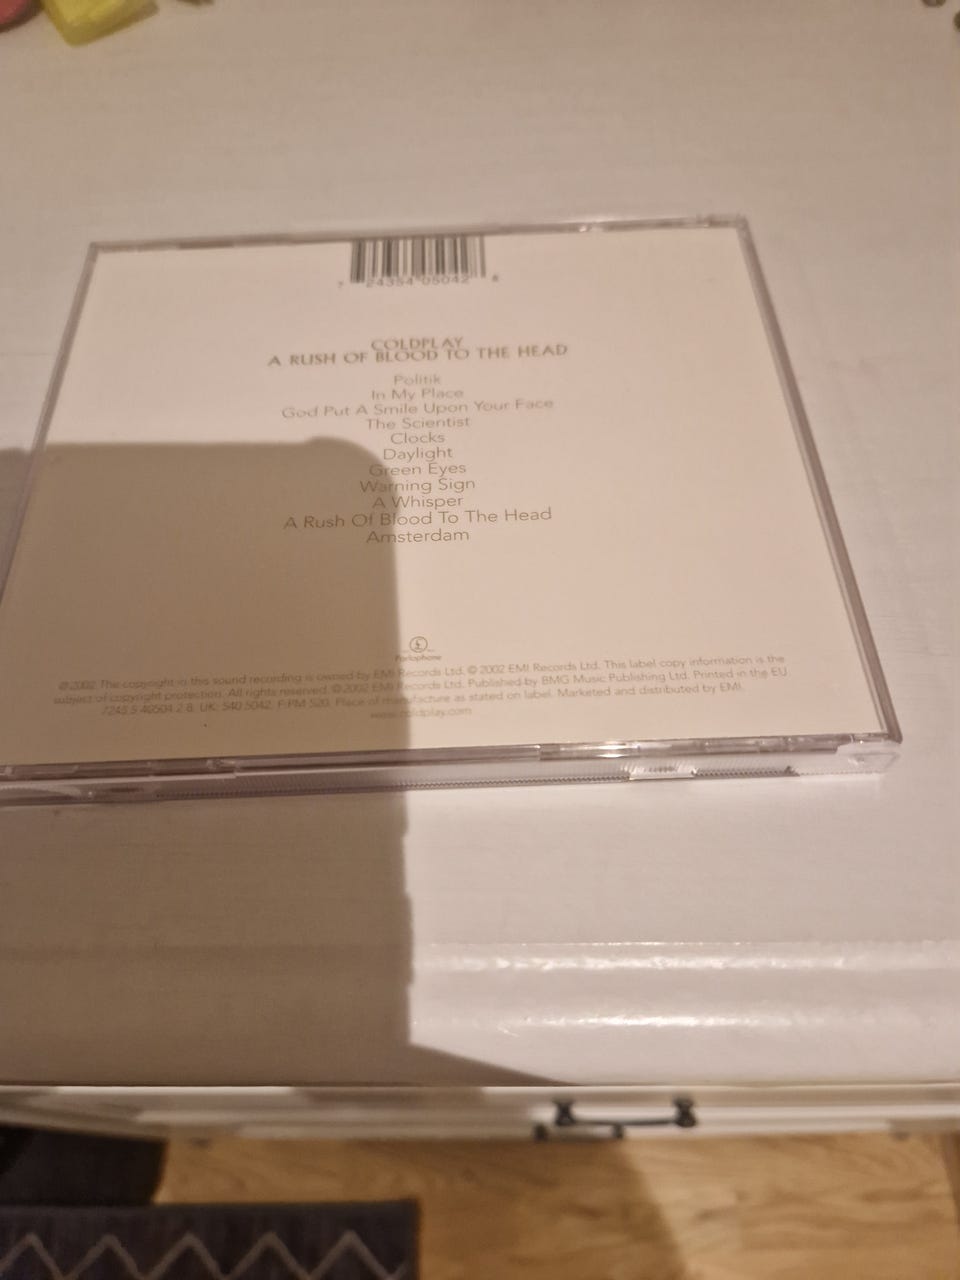 7 24354 05042 8
COLDPLAY
A RUSH OF BLOOD TO THE HEAD
Politik
In My Place
God Put A Smile Upon Your Face
The Scientist
Clocks
Daylight
Green Eyes
Warning Sign
A Whisper
A Rush Of Blood To The Head
Amsterdam
Parlophone
℗ 2002 The copyright in this sound recording is owned by EMI Records Ltd. © 2002 EMI Records Ltd. This label copy information is the
subject of copyright protection. All rights reserved. © 2002 EMI Records Ltd. Published by BMG Music Publishing Ltd. Printed in the EU.
7243 5 40504 2 8. UK: 540 5042. F: PM 520. Place of manufacture as stated on label. Marketed and distributed by EMI.
www.coldplay.com